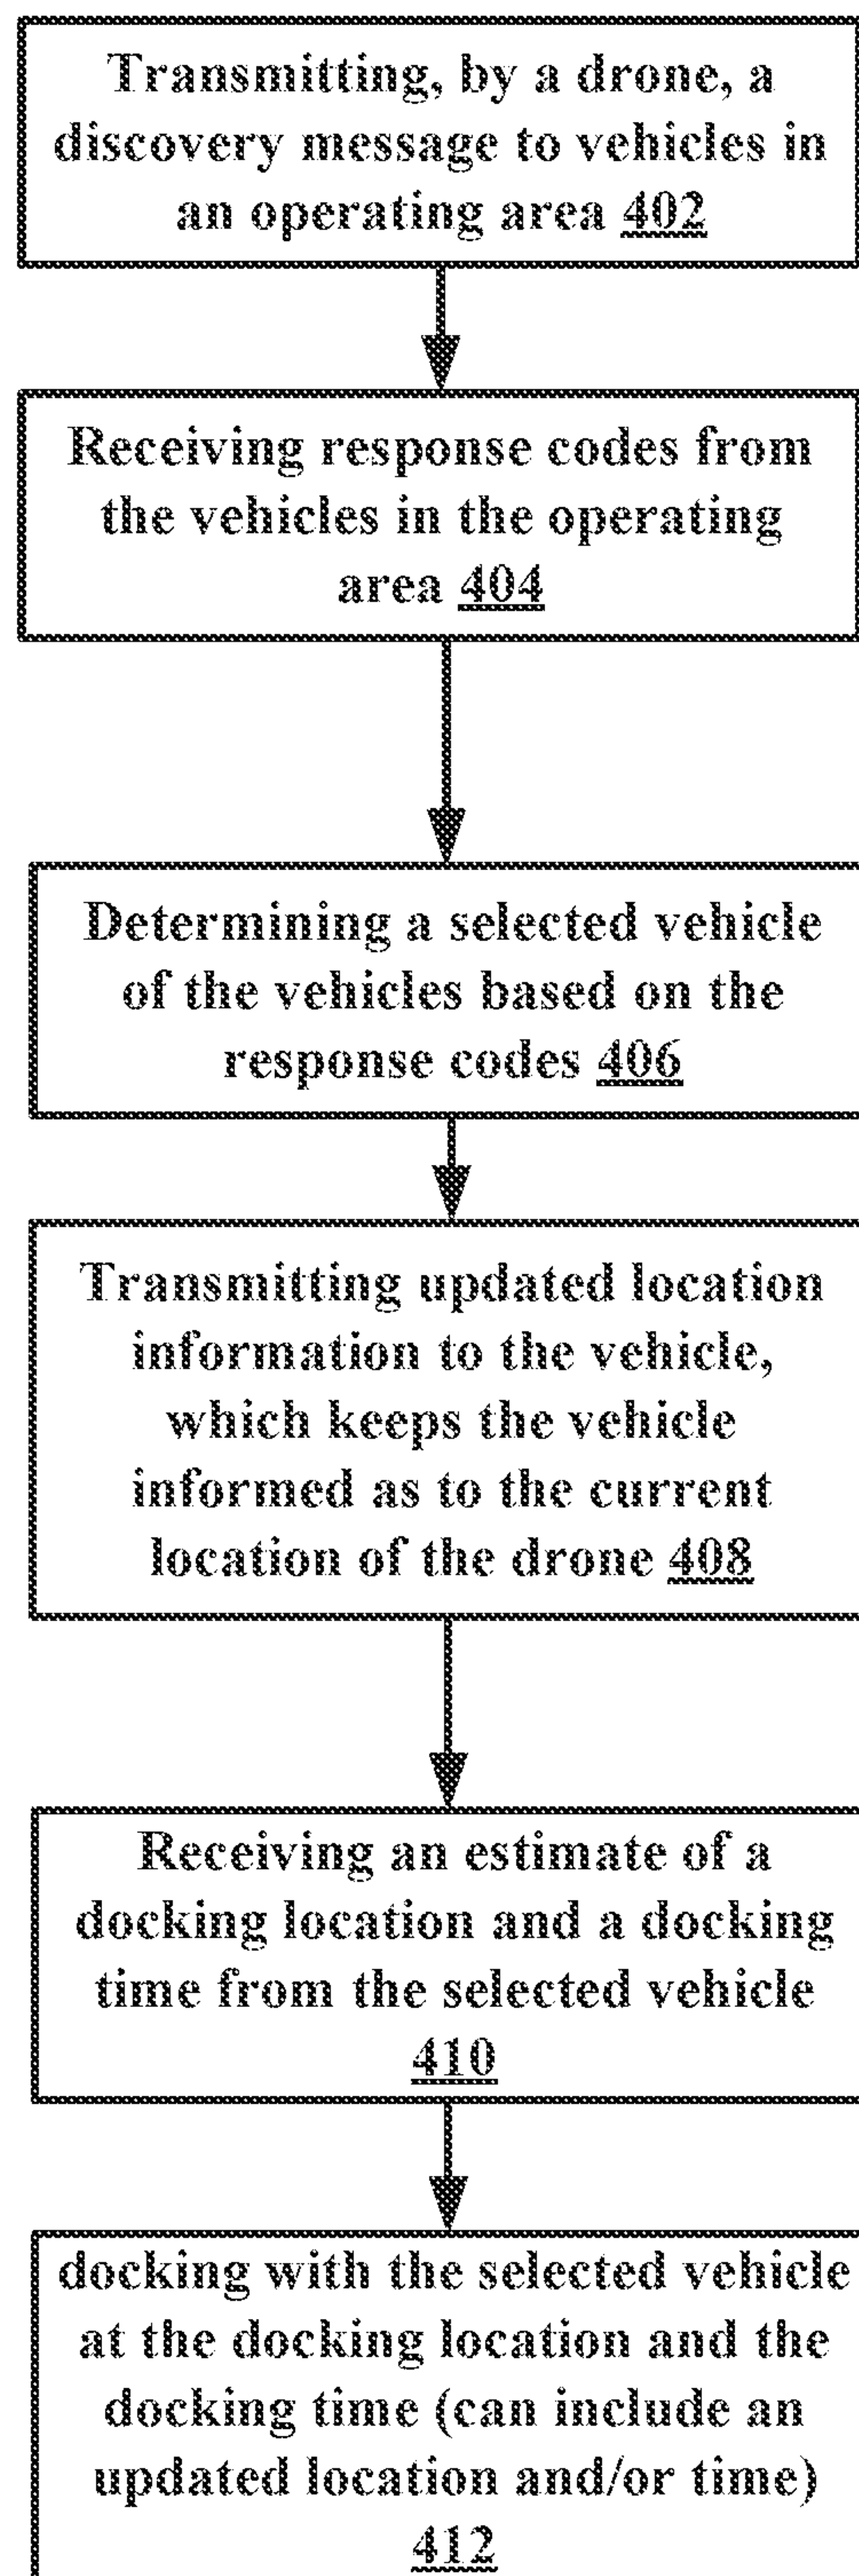 Transmitting, by a drone, a
discovery message to vehicles in
an operating area 402
Receiving response codes from
the vehicles in the operating
area 404
Determining a selected vehicle
of the vehicles based on the
response codes 406
Transmitting updated location
information to the vehicle,
which keeps the vehicle
informed as to the current
location of the drone 408
Receiving an estimate of a
docking location and a docking
time from the selected vehicle
410
docking with the selected vehicle
at the docking location and the
docking time (can include an
updated location and/or time)
412